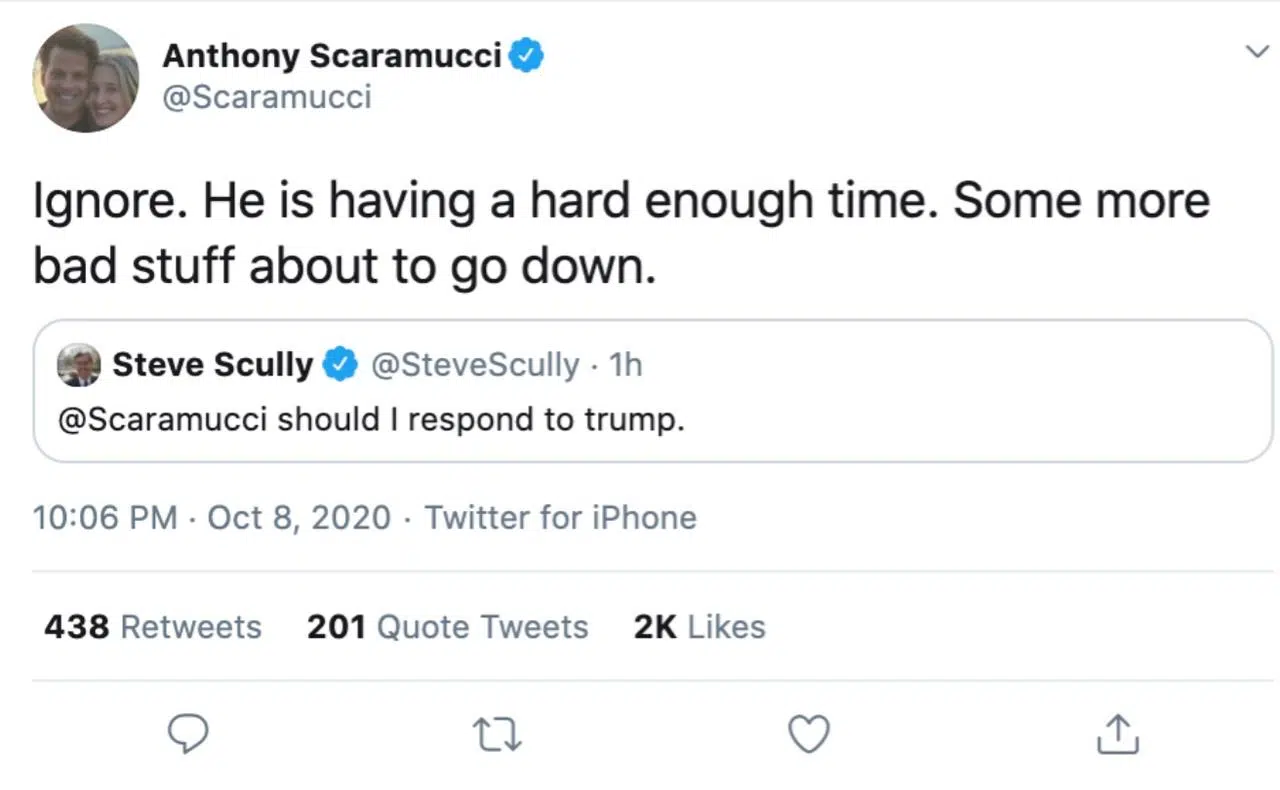 Anthony Scaramucci
@Scaramucci
Ignore. He is having a hard enough time. Some more
bad stuff about to go down.
Steve Scully @SteveScully · 1h
@Scaramucci should I respond to trump.
10:06 PM · Oct 8, 2020 · Twitter for iPhone
438 Retweets 201 Quote Tweets 2K Likes